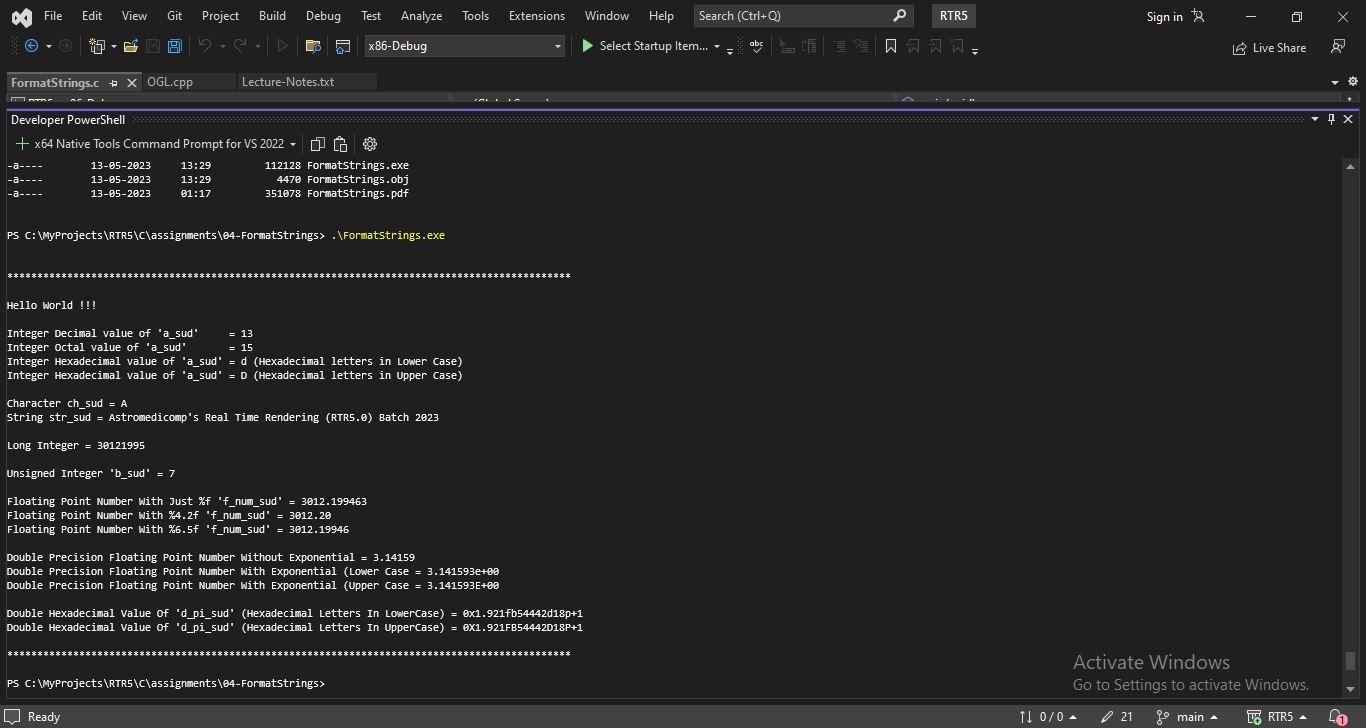 File Edit View Git Project Build Debug Test Analyze Tools Extensions Window Help Search (Ctrl+Q) RTR5 Sign in
x86-Debug Select Startup Item... abc Live Share
FormatStrings.c OGL.cpp Lecture-Notes.txt
Developer PowerShell
x64 Native Tools Command Prompt for VS 2022
-a---- 13-05-2023 13:29 112128 FormatStrings.exe
-a---- 13-05-2023 13:29 4470 FormatStrings.obj
-a---- 13-05-2023 01:17 351078 FormatStrings.pdf
PS C:\MyProjects\RTR5\C\assignments\04-FormatStrings> .\FormatStrings.exe
**********************************************************************************************
Hello World !!!
Integer Decimal value of 'a_sud' = 13
Integer Octal value of 'a_sud' = 15
Integer Hexadecimal value of 'a_sud' = d (Hexadecimal letters in Lower Case)
Integer Hexadecimal value of 'a_sud' = D (Hexadecimal letters in Upper Case)
Character ch_sud = A
String str_sud = Astromedicomp's Real Time Rendering (RTR5.0) Batch 2023
Long Integer = 30121995
Unsigned Integer 'b_sud' = 7
Floating Point Number With Just %f 'f_num_sud' = 3012.199463
Floating Point Number With %4.2f 'f_num_sud' = 3012.20
Floating Point Number With %6.5f 'f_num_sud' = 3012.19946
Double Precision Floating Point Number Without Exponential = 3.14159
Double Precision Floating Point Number With Exponential (Lower Case = 3.141593e+00
Double Precision Floating Point Number With Exponential (Upper Case = 3.141593E+00
Double Hexadecimal Value Of 'd_pi_sud' (Hexadecimal Letters In LowerCase) = 0x1.921fb54442d18p+1
Double Hexadecimal Value Of 'd_pi_sud' (Hexadecimal Letters In UpperCase) = 0X1.921FB54442D18P+1
**********************************************************************************************
PS C:\MyProjects\RTR5\C\assignments\04-FormatStrings>
Activate Windows
Go to Settings to activate Windows.
Ready 0 / 0 21 main RTR5 1